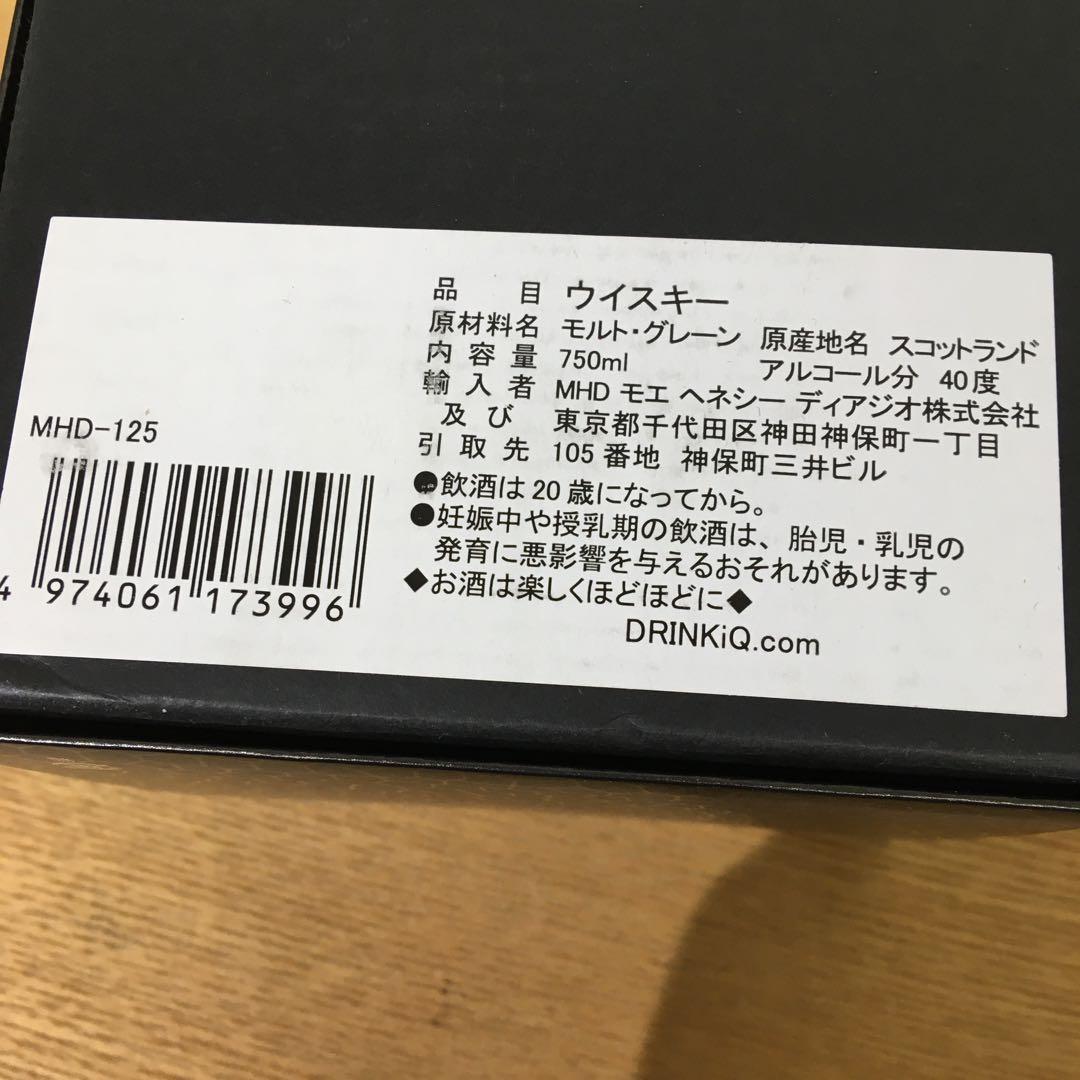 品目 ウイスキー
原材料名 モルト・グレーン 原産地名 スコットランド
内容量 750ml アルコール分 40度
輸入者 MHD モエ ヘネシー ディアジオ株式会社
及び 東京都千代田区神田神保町一丁目
引取先 105番地 神保町三井ビル
●飲酒は20歳になってから。
●妊娠中や授乳期の飲酒は、胎児・乳児の
発育に悪影響を与えるおそれがあります。
◆お酒は楽しくほどほどに◆
DRINKiQ.com
MHD-125
4 974061 173996